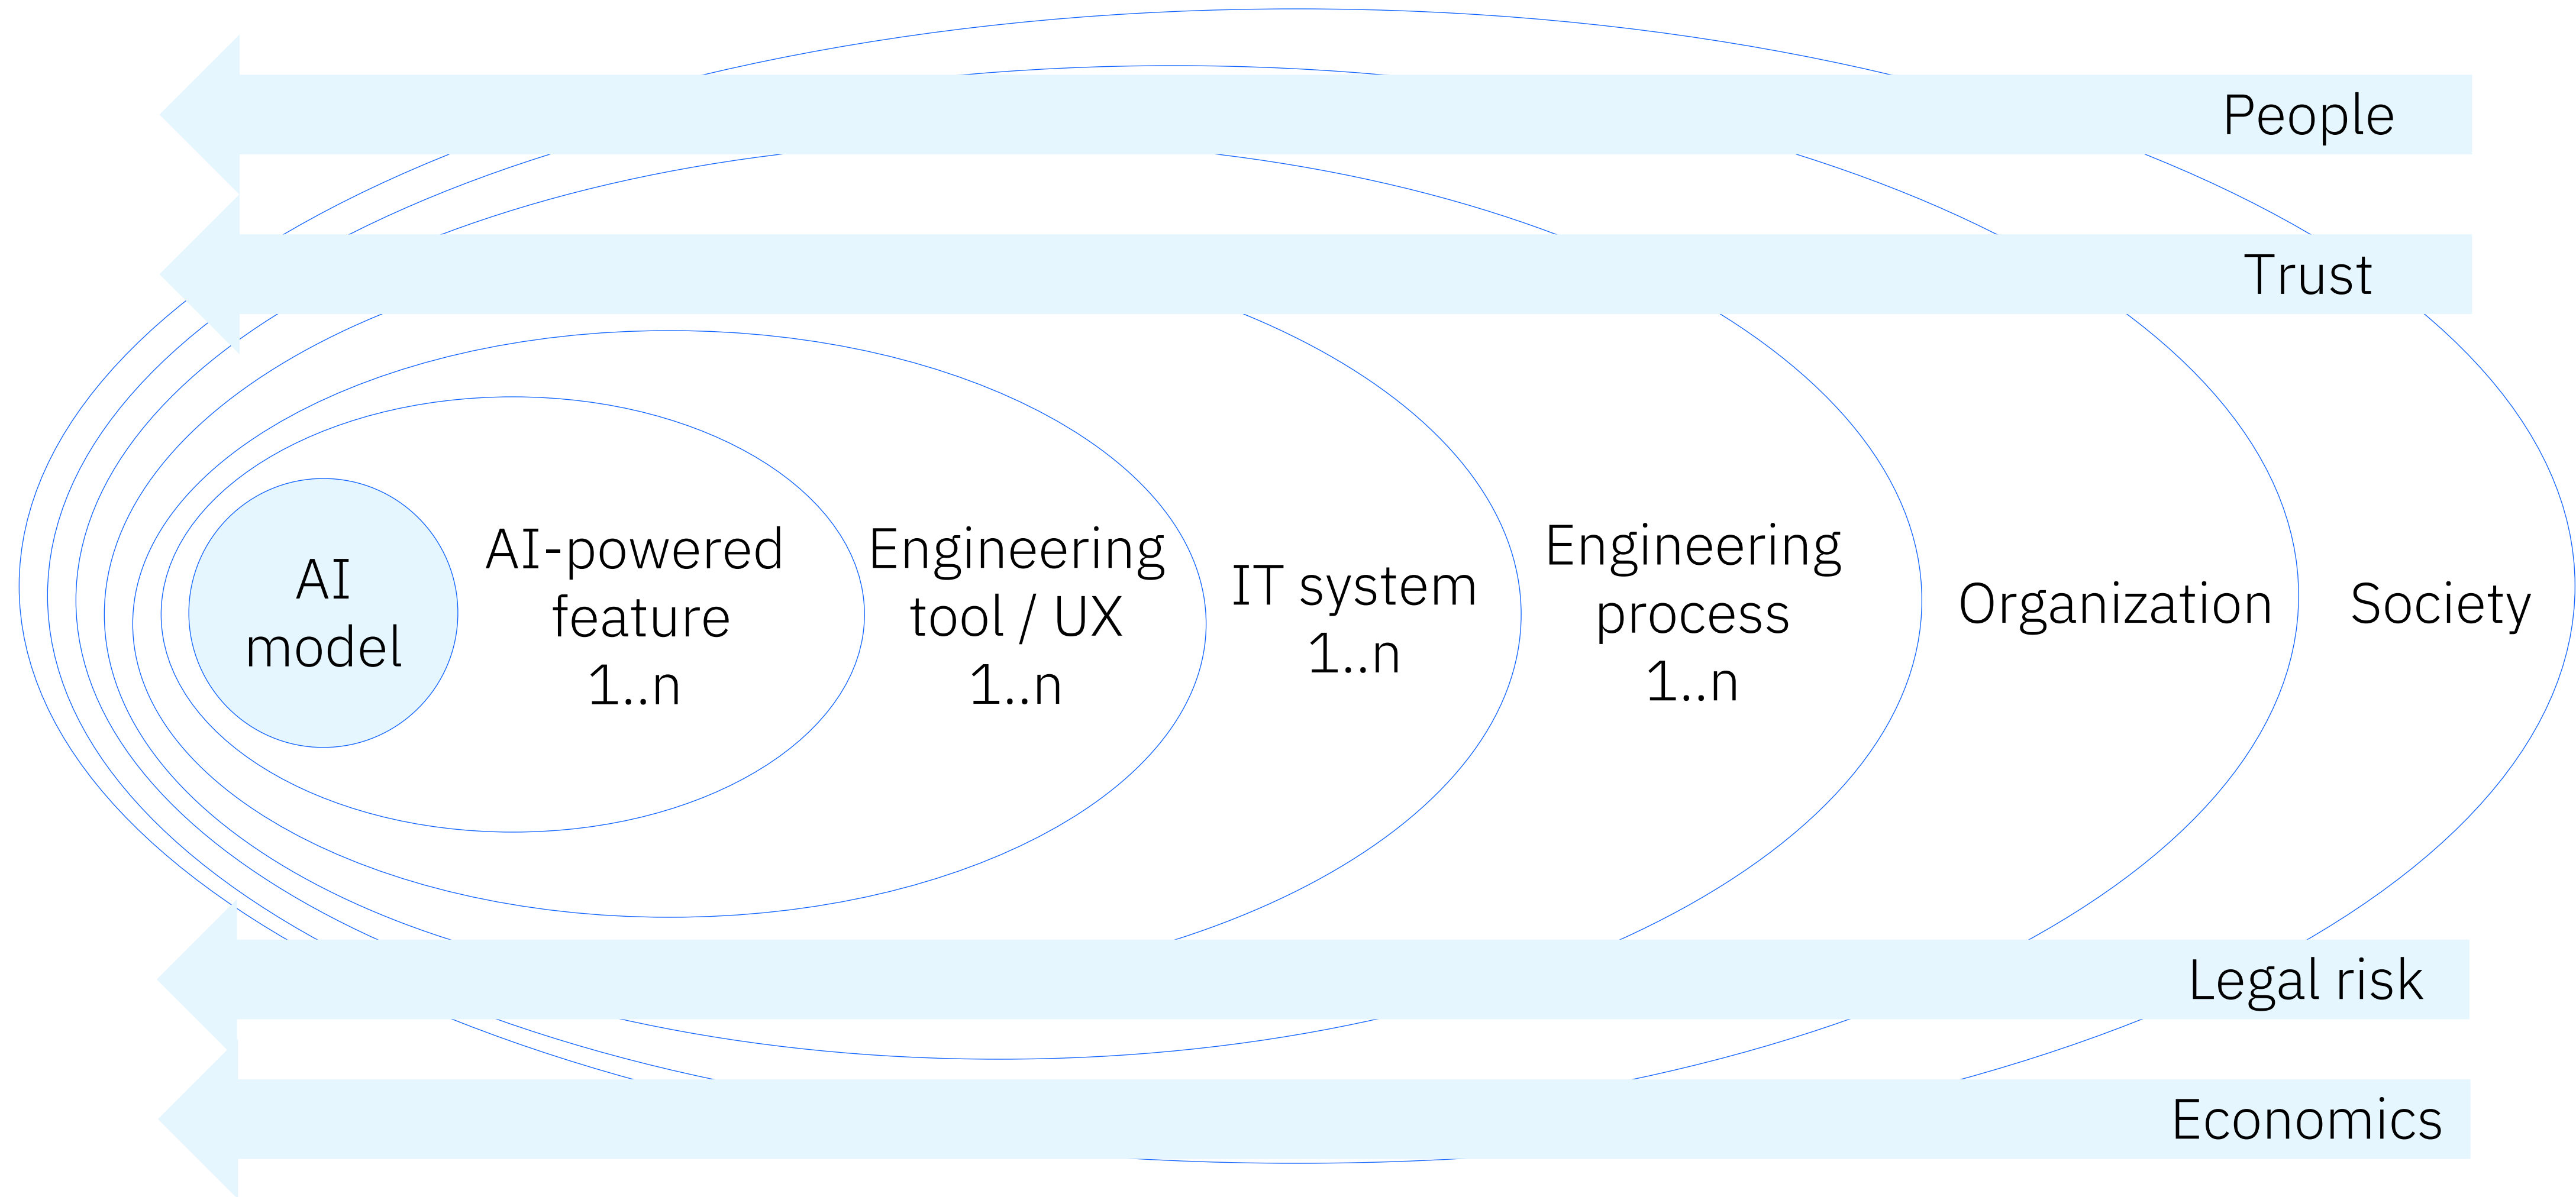 People
Trust
AI
model
AI-powered
feature
1..n
Engineering
tool / UX
1..n
IT system
1..n
Engineering
process
1..n
Organization
Society
Legal risk
Economics